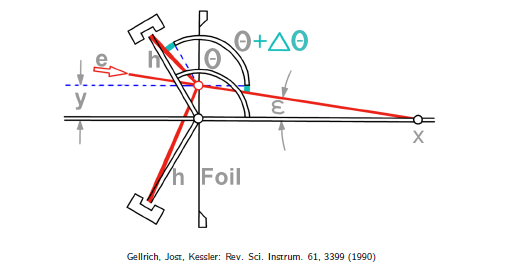 Θ+ΔΘ
h
Θ
e
y
ε
x
h
Foil
Gellrich, Jost, Kessler: Rev. Sci. Instrum. 61, 3399 (1990)